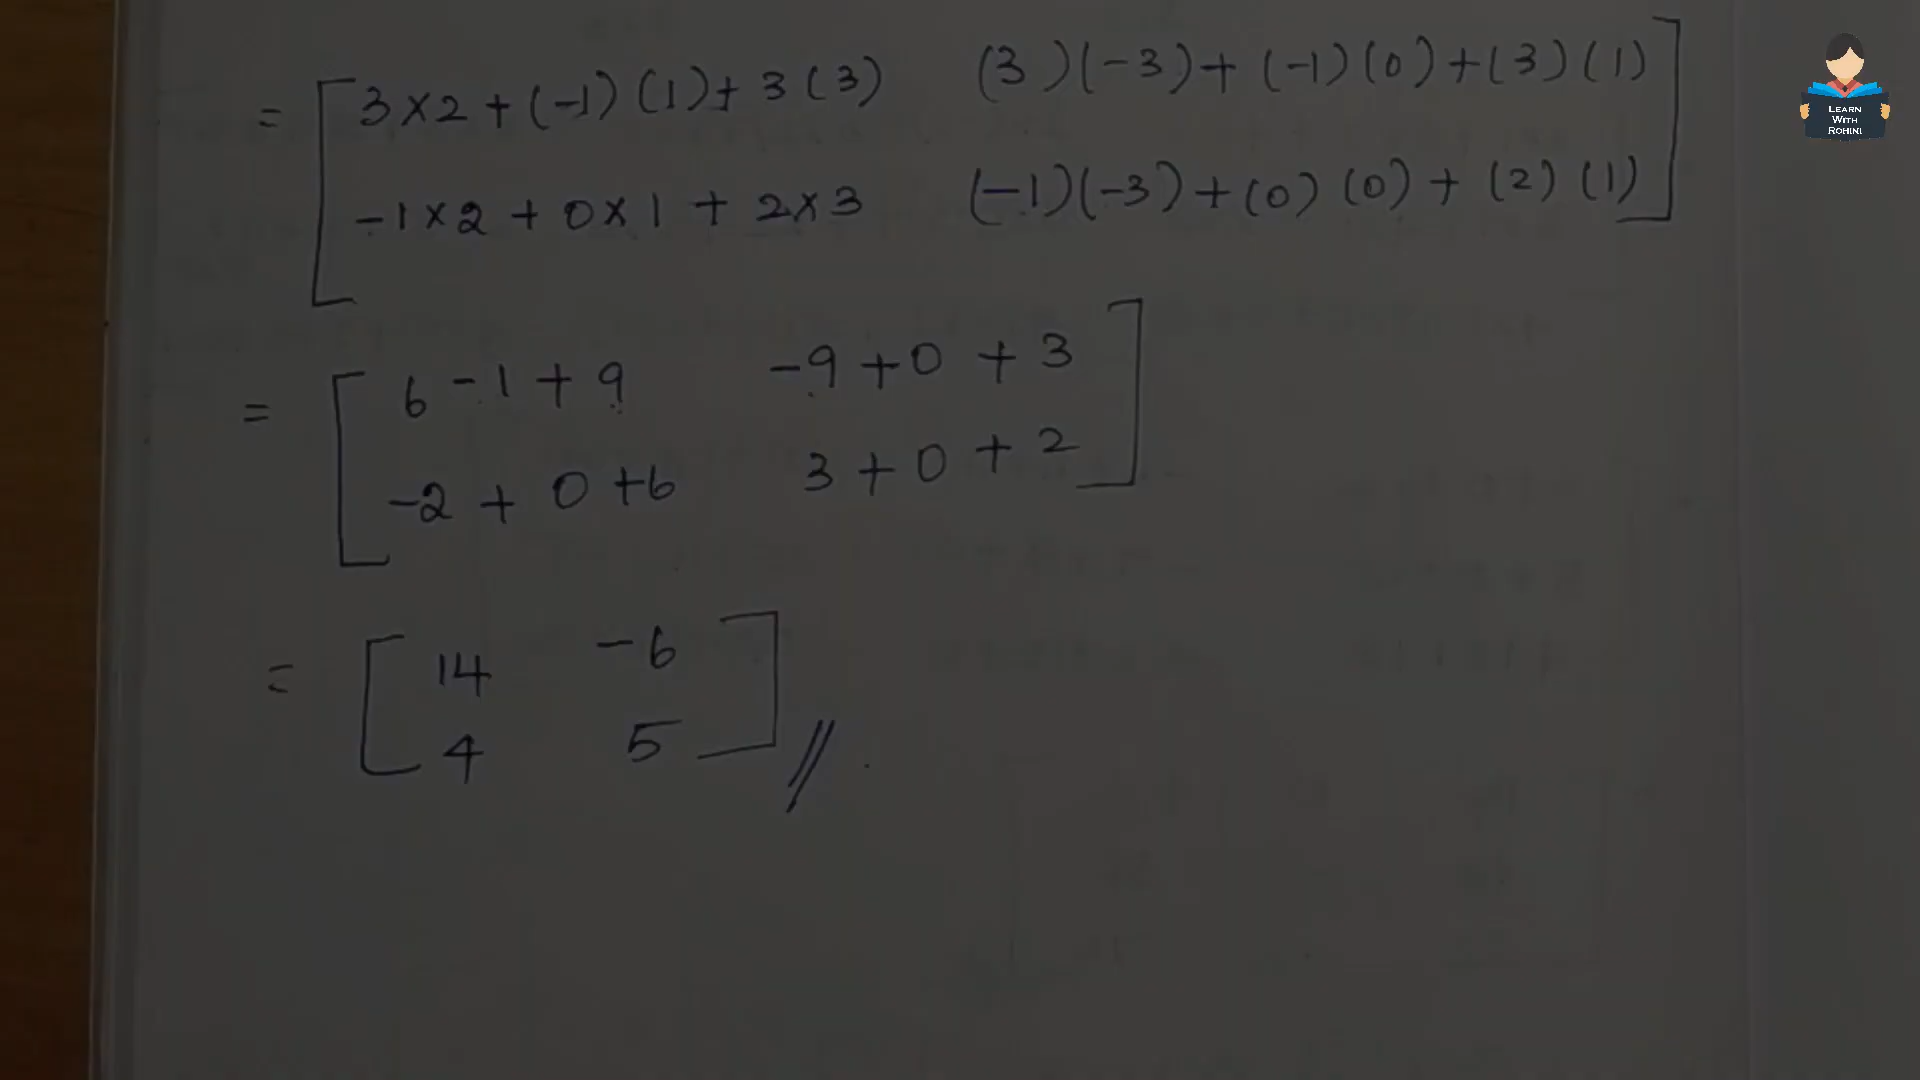 = [ 3×2+(-1)(1)+3(3) (3)(-3)+(-1)(0)+(3)(1) ]
-1×2+0×1+2×3 (-1)(-3)+(0)(0)+(2)(1)
= [ 6-1+9 -9+0+3 ]
-2+0+6 3+0+2
= [ 14 -6 ]
4 5 //
LEARN
WITH
ROHINI